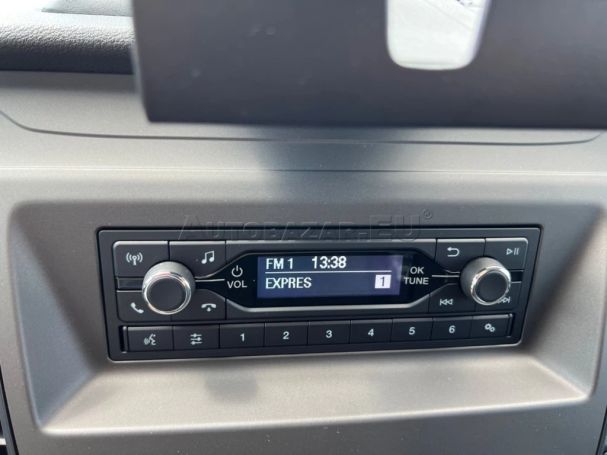 AUTOBAZAR.EU®
FM 1 13:38
EXPRES 1
VOL
OK
TUNE
1 2 3 4 5 6